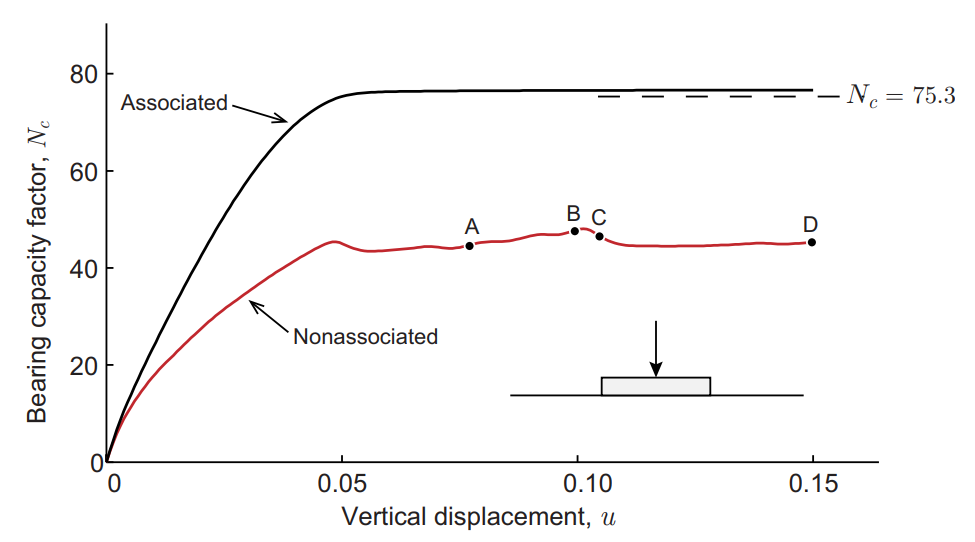 Bearing capacity factor, N_c
80
60
40
20
0
Associated
Nonassociated
N_c = 75.3
A
B
C
D
0
0.05
0.10
0.15
Vertical displacement, u